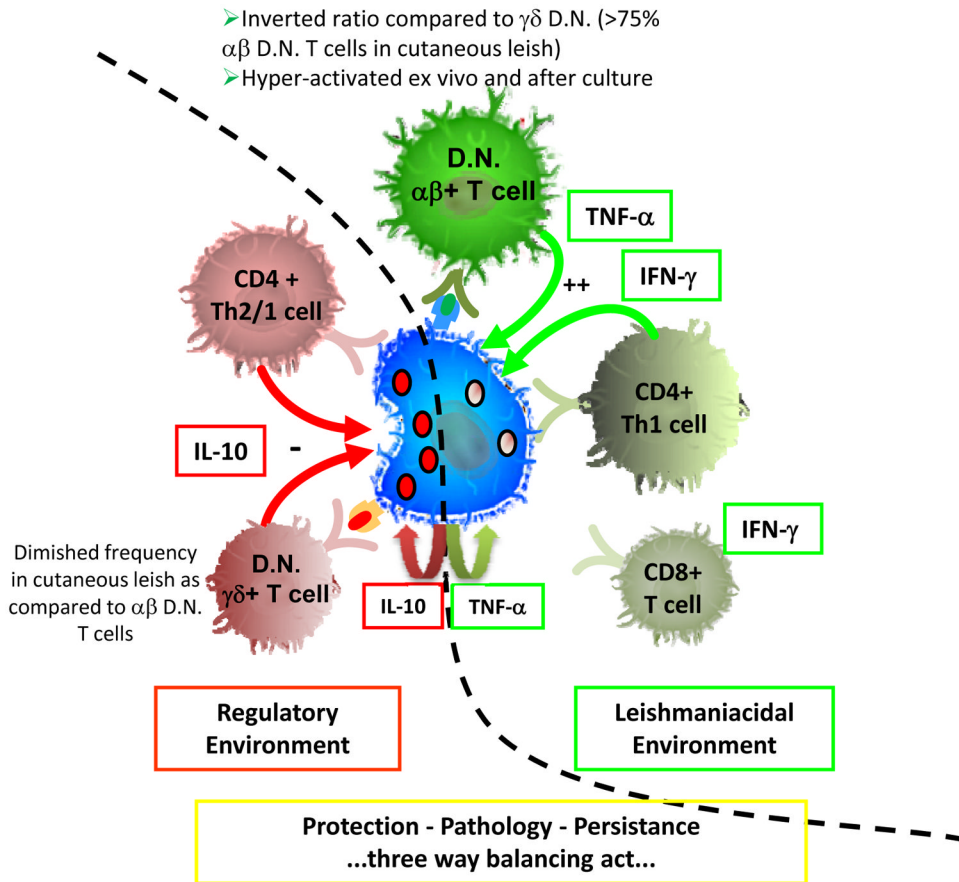 ➢Inverted ratio compared to γδ D.N. (>75%
αβ D.N. T cells in cutaneous leish)
➢Hyper-activated ex vivo and after culture
D.N.
αβ+ T cell
TNF-α
IFN-γ
++
CD4 +
Th2/1 cell
CD4+
Th1 cell
IL-10
-
IFN-γ
CD8+
T cell
Dimished frequency
in cutaneous leish as
compared to αβ D.N.
T cells
D.N.
γδ+ T cell
IL-10
TNF-α
Regulatory
Environment
Leishmaniacidal
Environment
Protection - Pathology - Persistance
...three way balancing act...